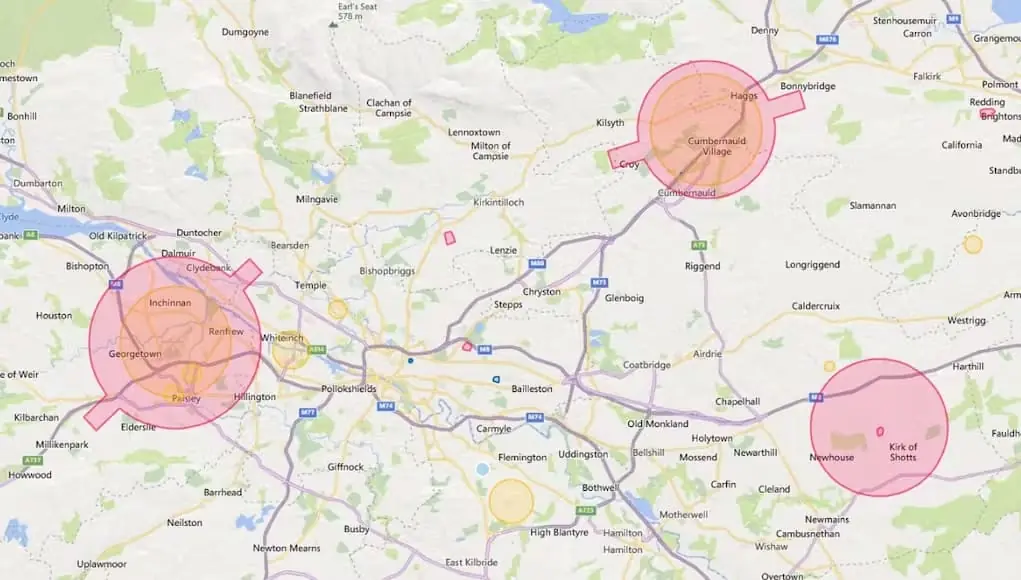 Earl's Seat
578 m
Dumgoyne
Denny
M9
Stenhousemuir
Carron
Grangemou
M876
Falkirk
Polmont
Bonnybridge
Haggs
Redding
Brightons
Mad
Blanefield
Strathblane
Clachan of
Campsie
Bonhill
Kilsyth
Lennoxtown
Milton of
Campsie
Cumbernauld
Village
Croy
California
Standb
Dumbarton
Milngavie
Kirkintilloch
Cumbernauld
Slamannan
Avonbridge
Milton
Clyde
Old Kilpatrick
Duntocher
Bearsden
Dalmuir
Clydebank
Bishopton
M8
Bishopbriggs
Lenzie
M80
A73
Riggend
Longriggend
Temple
Inchinnan
Chryston
M73
Glenboig
Stepps
Caldercruix
Arm
Houston
Renfrew
Whiteinch
Westrigg
Georgetown
A814
M8
Airdrie
Coatbridge
Harthill
e of Weir
Paisley
Hillington
Pollokshields
Bailleston
Chapelhall
M8
Kilbarchan
M77
M74
M74
Old Monkland
Elderslie
Carmyle
Holytown
Fauldh
Millikenpark
Flemington
Uddingston
Bellshill
Mossend
Newarthill
Newhouse
Kirk of
Shotts
A737
Howwood
Giffnock
Barrhead
Bothwell
Carfin
Cleland
A725
Motherwell
Newmains
Neilston
Busby
High Blantyre
Hamilton
Hamilton
Cambusnethan
Wishaw
Newton Mearns
Uplawmoor
East Kilbride
Overtown